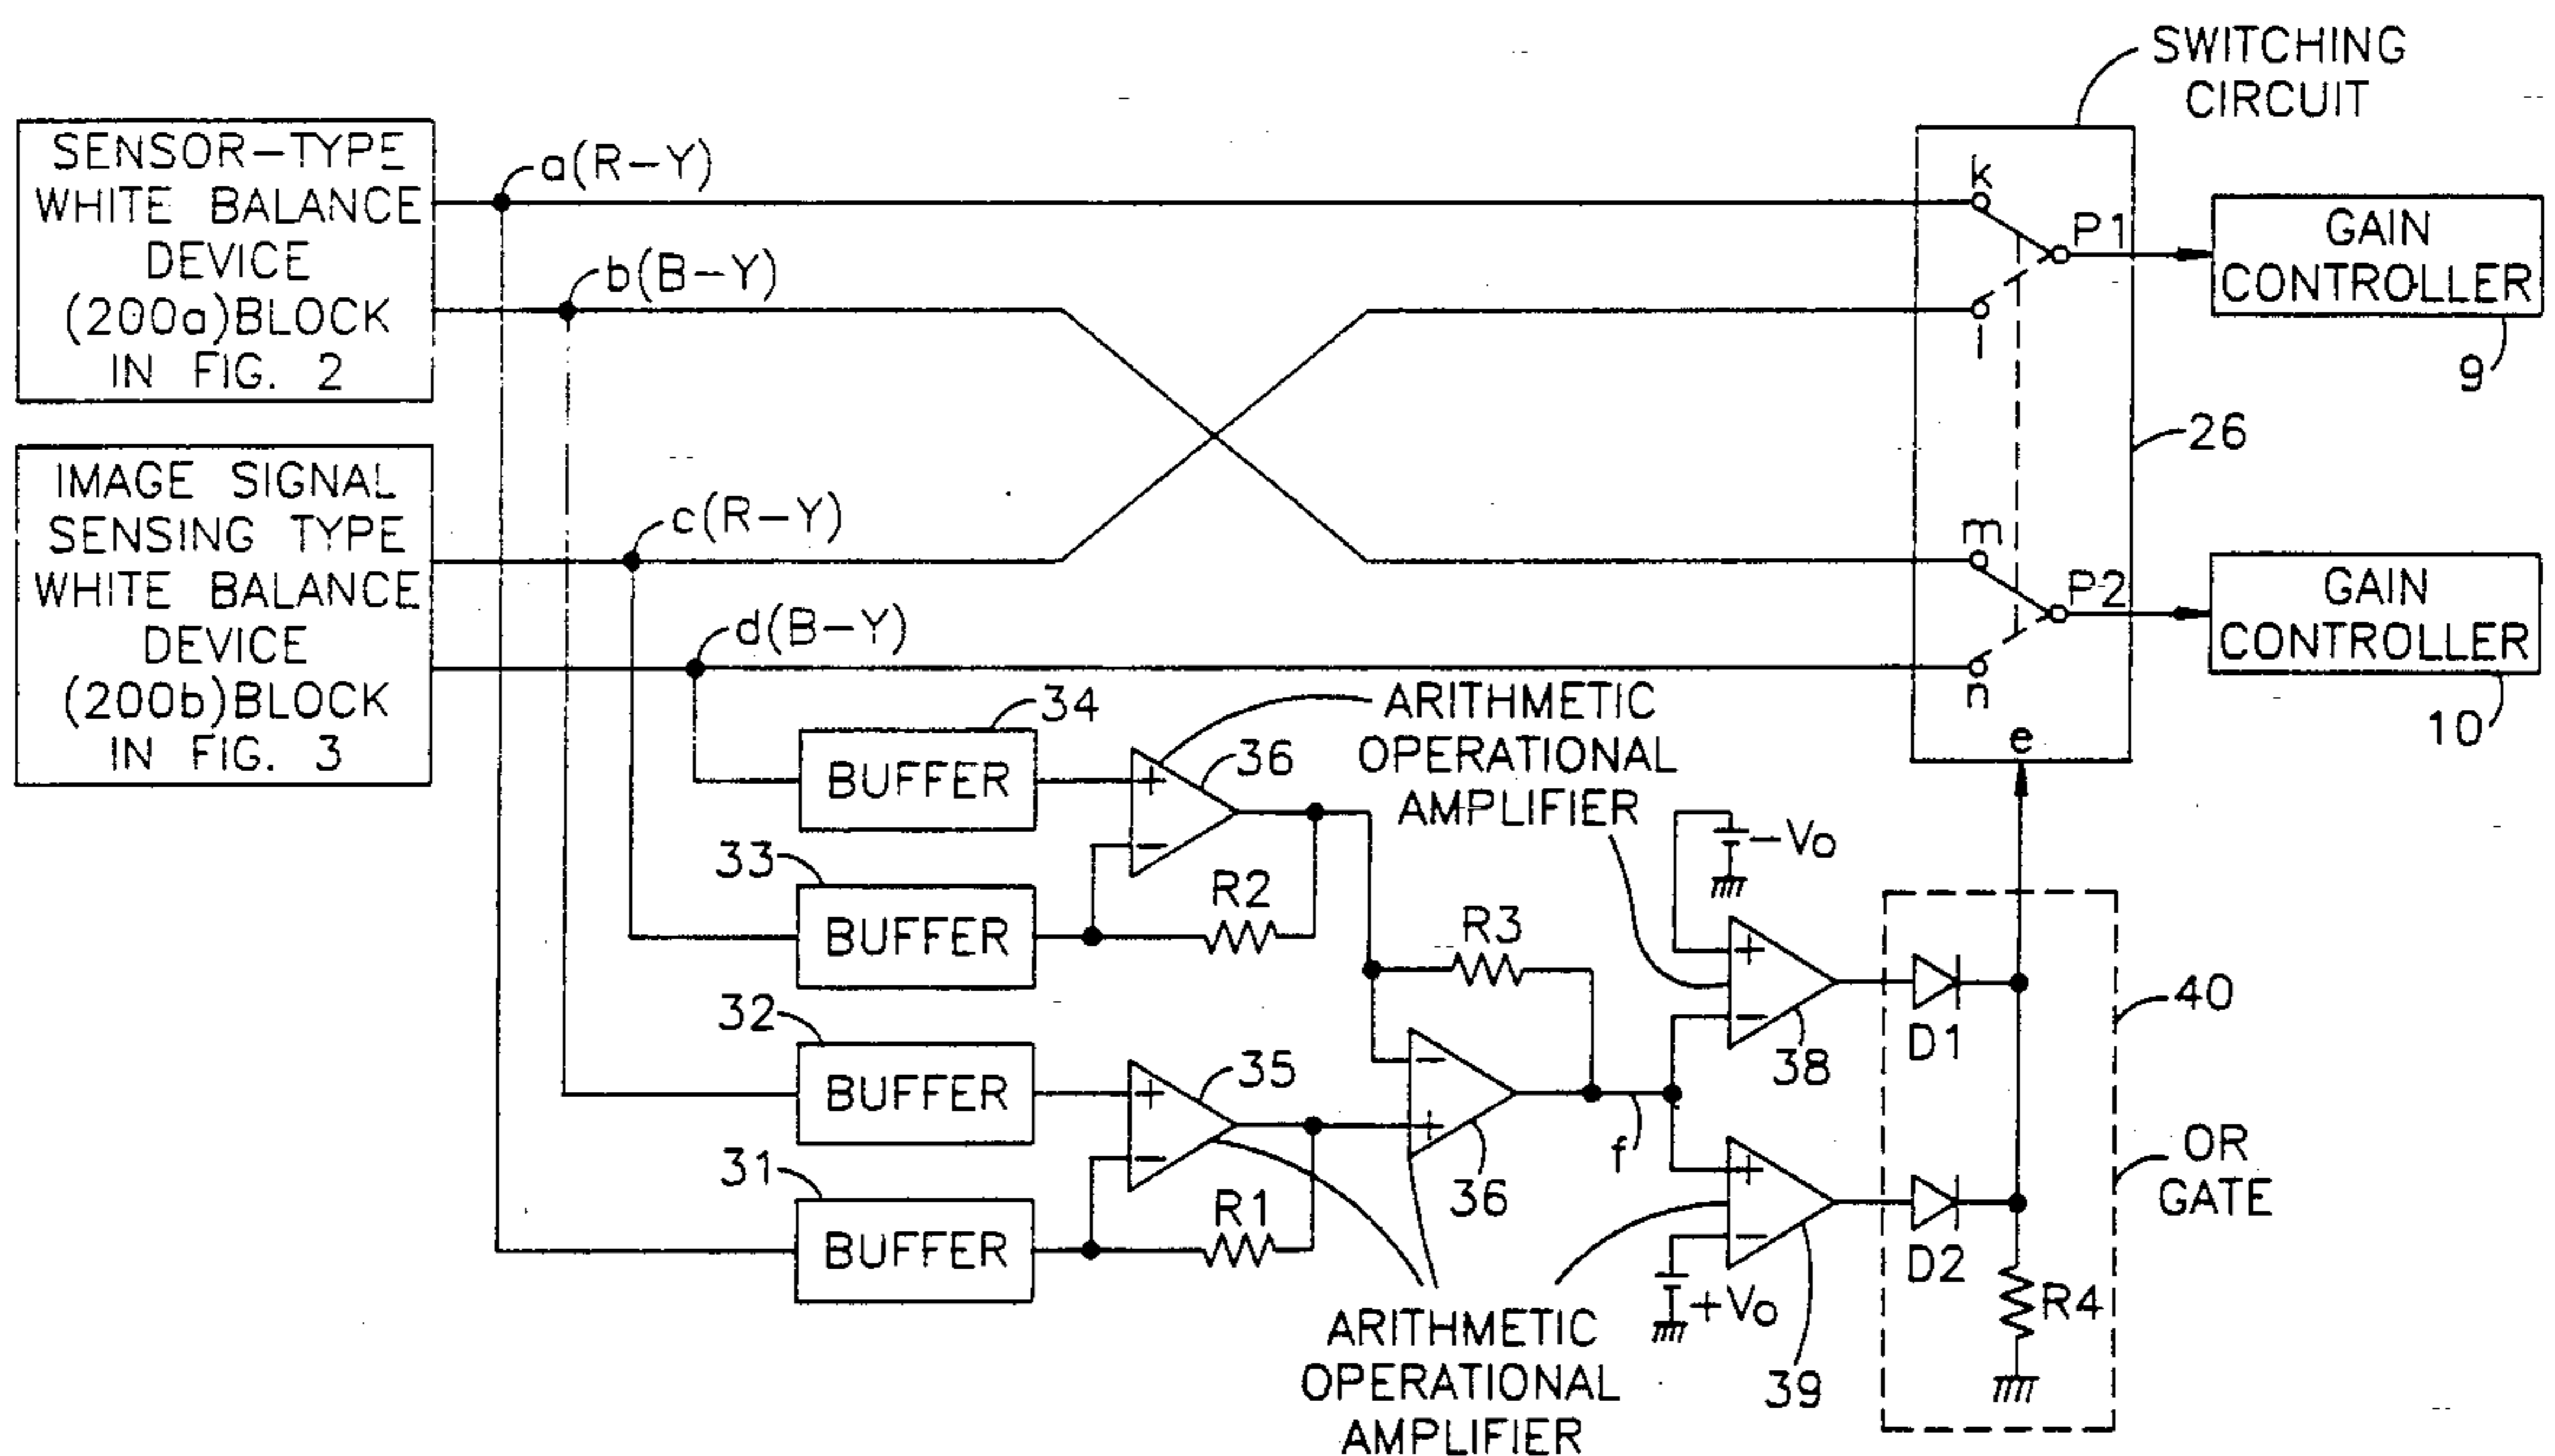 SWITCHING
CIRCUIT
SENSOR-TYPE
WHITE BALANCE
DEVICE
(200a)BLOCK
IN FIG. 2
a(R-Y)
b(B-Y)
k
P1
l
GAIN
CONTROLLER
9
26
IMAGE SIGNAL
SENSING TYPE
WHITE BALANCE
DEVICE
(200b)BLOCK
IN FIG. 3
c(R-Y)
d(B-Y)
m
P2
n
e
GAIN
CONTROLLER
10
34
BUFFER
+
-
36
ARITHMETIC
OPERATIONAL
AMPLIFIER
33
BUFFER
R2
R3
-Vo
+
-
38
D1
40
32
BUFFER
+
-
35
-
+
36
f
31
BUFFER
R1
+
-
+Vo
39
D2
R4
OR
GATE
ARITHMETIC
OPERATIONAL
AMPLIFIER